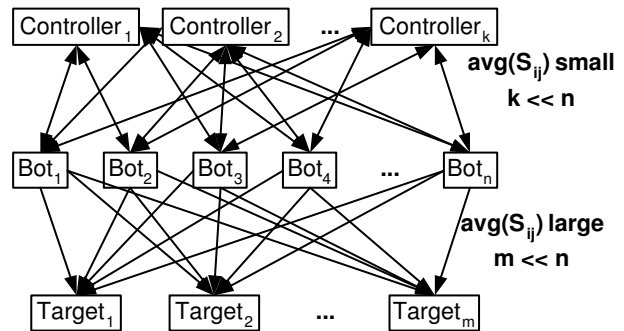 Controller₁ Controller₂ ... Controllerₖ
avg(Sᵢⱼ) small
k << n
Bot₁ Bot₂ Bot₃ Bot₄ ... Botₙ
avg(Sᵢⱼ) large
m << n
Target₁ Target₂ ... Targetₘ